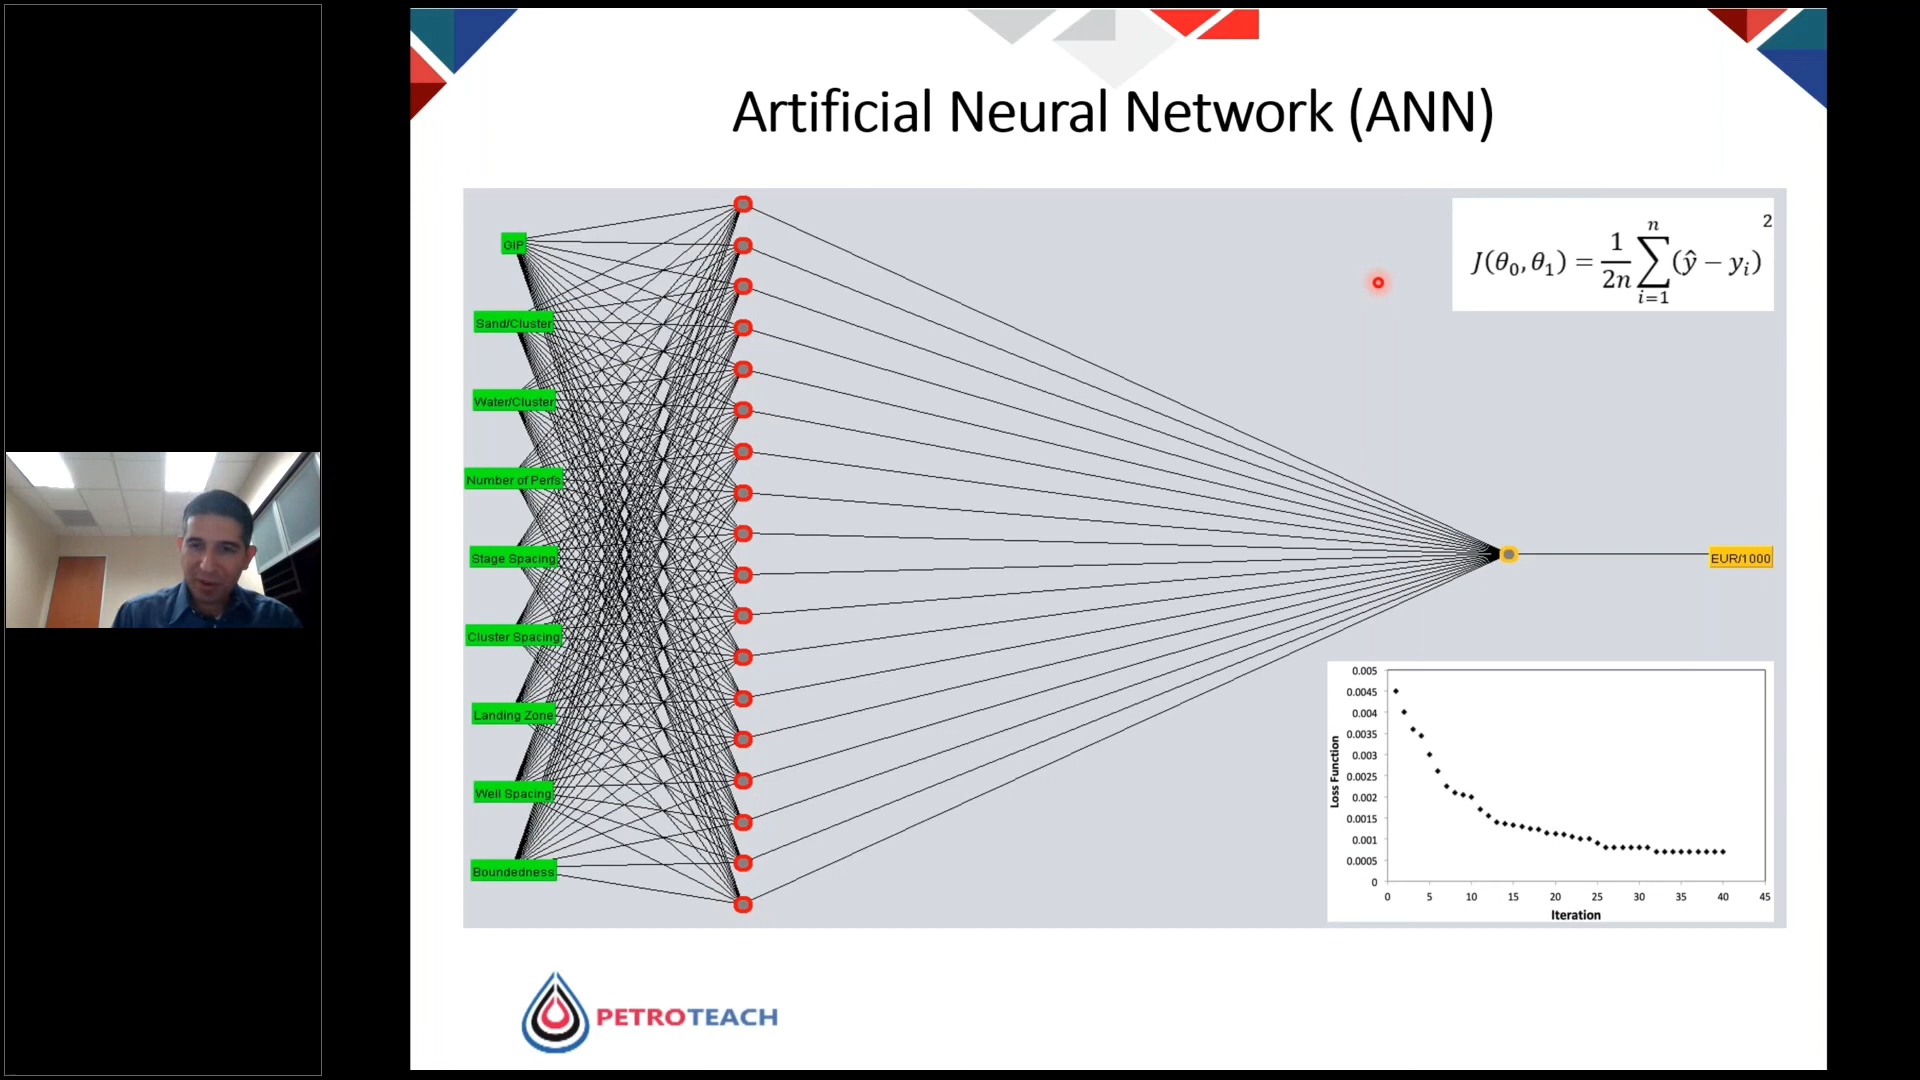 Artificial Neural Network (ANN)
GIP
Sand/Cluster
Water/Cluster
Number of Perfs
Stage Spacing
Cluster Spacing
Landing Zone
Well Spacing
Boundedness
J(θ₀, θ₁) = 1/2n ∑ⁿᵢ₌₁ (ŷ − yᵢ)²
EUR/1000
Loss Function
0.005
0.0045
0.004
0.0035
0.003
0.0025
0.002
0.0015
0.001
0.0005
0
0 5 10 15 20 25 30 35 40 45
Iteration
PETROTEACH